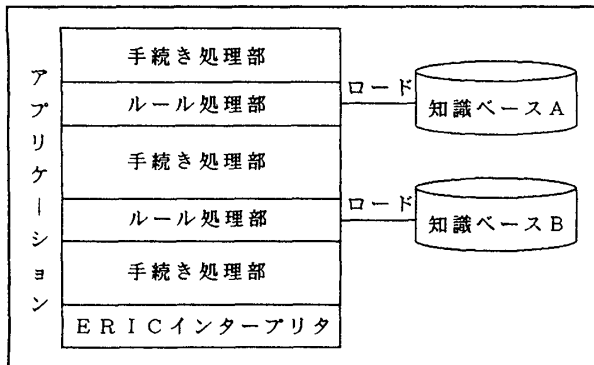 アプリケーション
手続き処理部
ルール処理部
手続き処理部
ルール処理部
手続き処理部
ERICインタープリタ
ロード
知識ベースA
ロード
知識ベースB